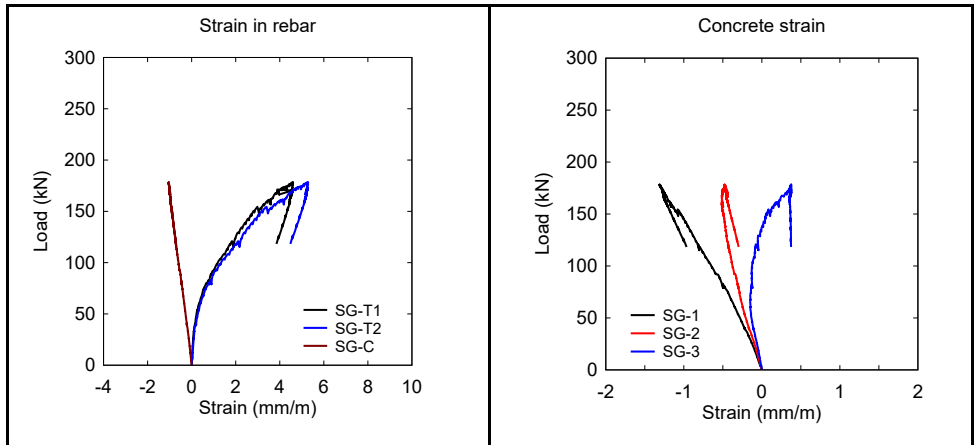 Strain in rebar
300
250
200
150
100
50
0
Load (kN)
SG-T1
SG-T2
SG-C
-4 -2 0 2 4 6 8 10
Strain (mm/m)
Concrete strain
300
250
200
150
100
50
0
Load (kN)
SG-1
SG-2
SG-3
-2 -1 0 1 2
Strain (mm/m)